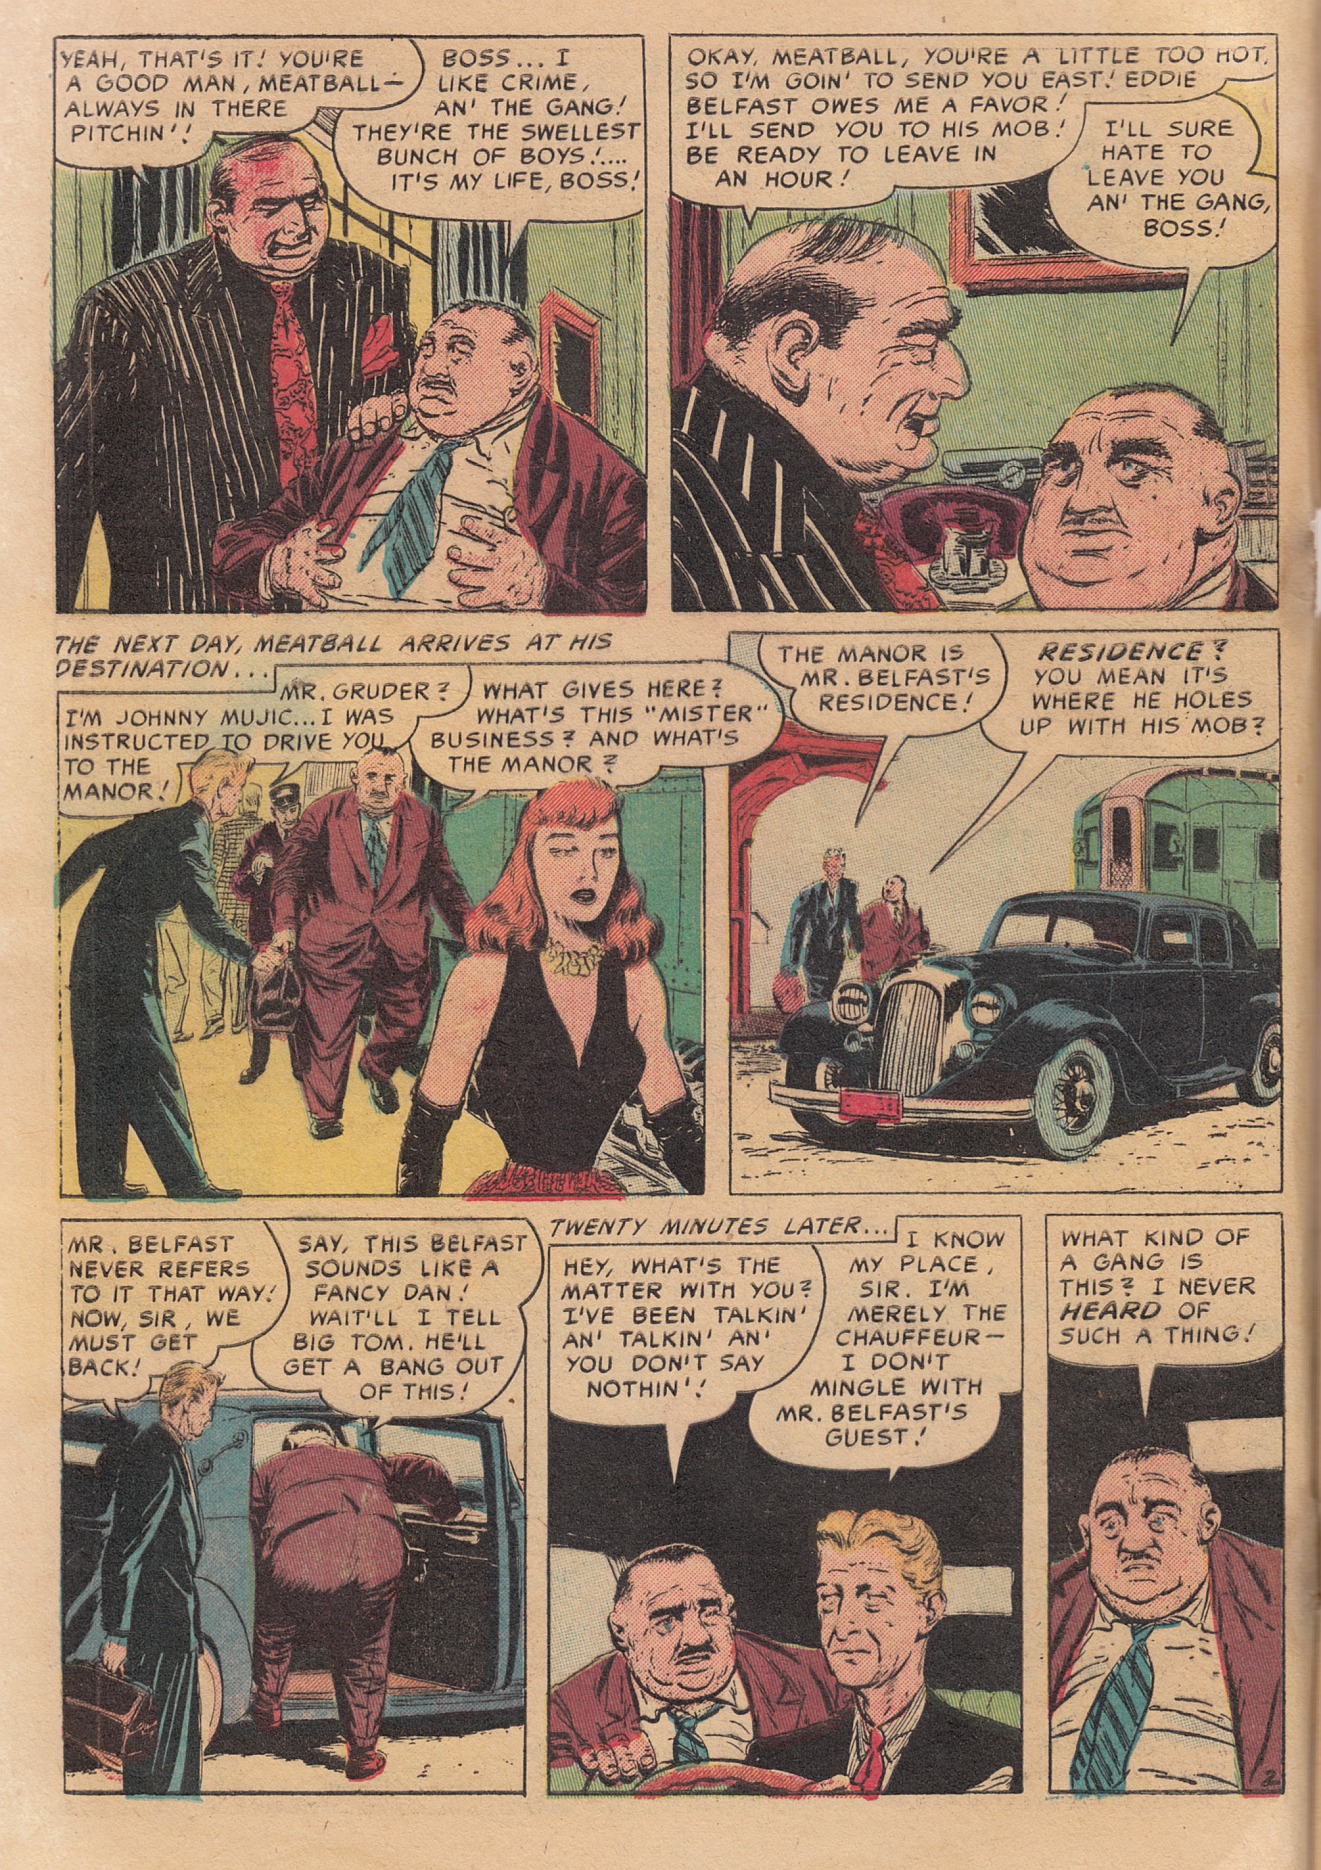 YEAH, THAT'S IT! YOU'RE
A GOOD MAN, MEATBALL—
ALWAYS IN THERE
PITCHIN'!
BOSS... I
LIKE CRIME,
AN' THE GANG!
THEY'RE THE SWELLEST
BUNCH OF BOYS!....
IT'S MY LIFE, BOSS!
OKAY, MEATBALL, YOU'RE A LITTLE TOO HOT,
SO I'M GOIN' TO SEND YOU EAST! EDDIE
BELFAST OWES ME A FAVOR!
I'LL SEND YOU TO HIS MOB!
BE READY TO LEAVE IN
AN HOUR!
I'LL SURE
HATE TO
LEAVE YOU
AN' THE GANG,
BOSS!
THE NEXT DAY, MEATBALL ARRIVES AT HIS
DESTINATION...
MR. GRUDER?
I'M JOHNNY MUJIC...I WAS
INSTRUCTED TO DRIVE YOU
TO THE
MANOR!
WHAT GIVES HERE?
WHAT'S THIS "MISTER"
BUSINESS? AND WHAT'S
THE MANOR?
THE MANOR IS
MR. BELFAST'S
RESIDENCE!
RESIDENCE?
YOU MEAN IT'S
WHERE HE HOLES
UP WITH HIS MOB?
MR. BELFAST
NEVER REFERS
TO IT THAT WAY!
NOW, SIR, WE
MUST GET
BACK!
SAY, THIS BELFAST
SOUNDS LIKE A
FANCY DAN!
WAIT'LL I TELL
BIG TOM. HE'LL
GET A BANG OUT
OF THIS!
TWENTY MINUTES LATER...
HEY, WHAT'S THE
MATTER WITH YOU?
I'VE BEEN TALKIN'
AN' TALKIN' AN'
YOU DON'T SAY
NOTHIN'!
I KNOW
MY PLACE,
SIR. I'M
MERELY THE
CHAUFFEUR—
I DON'T
MINGLE WITH
MR. BELFAST'S
GUEST!
WHAT KIND OF
A GANG IS
THIS? I NEVER
HEARD OF
SUCH A THING!
2